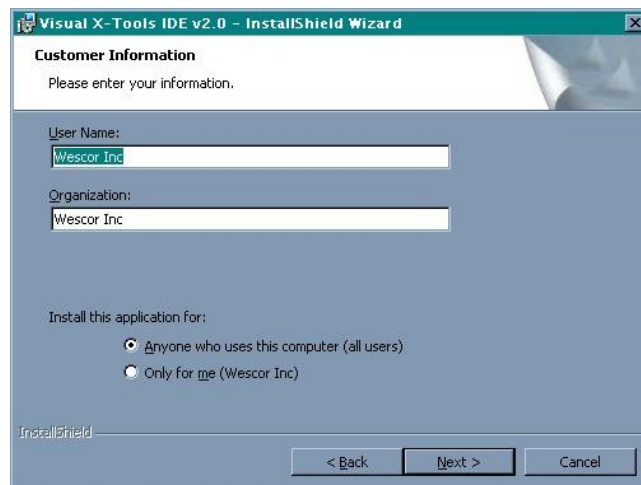 Visual X-Tools IDE v2.0 - InstallShield Wizard
Customer Information
Please enter your information.
User Name:
Wescor Inc
Organization:
Wescor Inc
Install this application for:
Anyone who uses this computer (all users)
Only for me (Wescor Inc)
InstallShield
< Back Next > Cancel